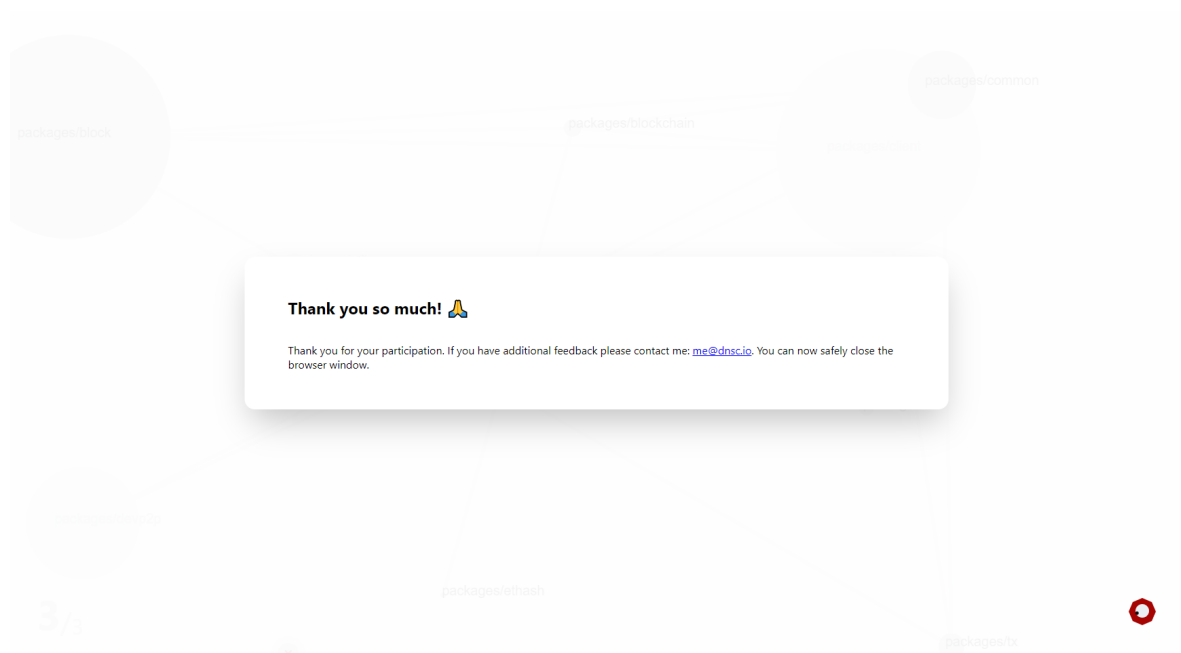 packages/common
packages/blockchain
packages/block
Thank you so much! 🙏
Thank you for your participation. If you have additional feedback please contact me: me@dnsc.io. You can now safely close the
browser window.
packages/ethash
3/3
packages/tx